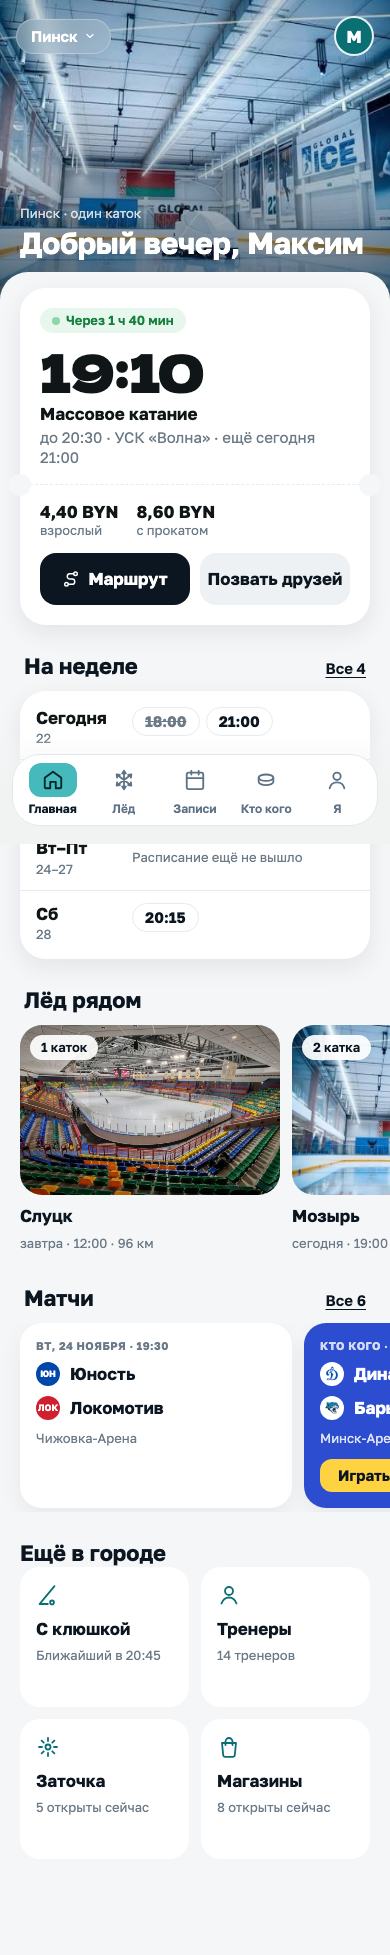 Пинск
M
GLOBAL
ICE
GLOBAL
Пинск · один каток
Добрый вечер, Максим
Через 1 ч 40 мин
19:10
Массовое катание
до 20:30 · УСК «Волна» · ещё сегодня
21:00
4,40 BYN
8,60 BYN
взрослый
с прокатом
Маршрут
Позвать друзей
На неделе
Все 4
Сегодня
22
18:00
21:00
Главная
Лёд
Записи
Кто кого
Я
Вт–Пт
24–27
Расписание ещё не вышло
Сб
28
20:15
Лёд рядом
1 каток
2 катка
Слуцк
завтра · 12:00 · 96 км
Мозырь
сегодня · 19:00
Матчи
Все 6
ВТ, 24 НОЯБРЯ · 19:30
ЮН
Юность
ЛОК
Локомотив
Чижовка-Арена
КТО КОГО ·
Дина
Бары
Минск-Аре
Играть
Ещё в городе
С клюшкой
Ближайший в 20:45
Тренеры
14 тренеров
Заточка
5 открыты сейчас
Магазины
8 открыты сейчас